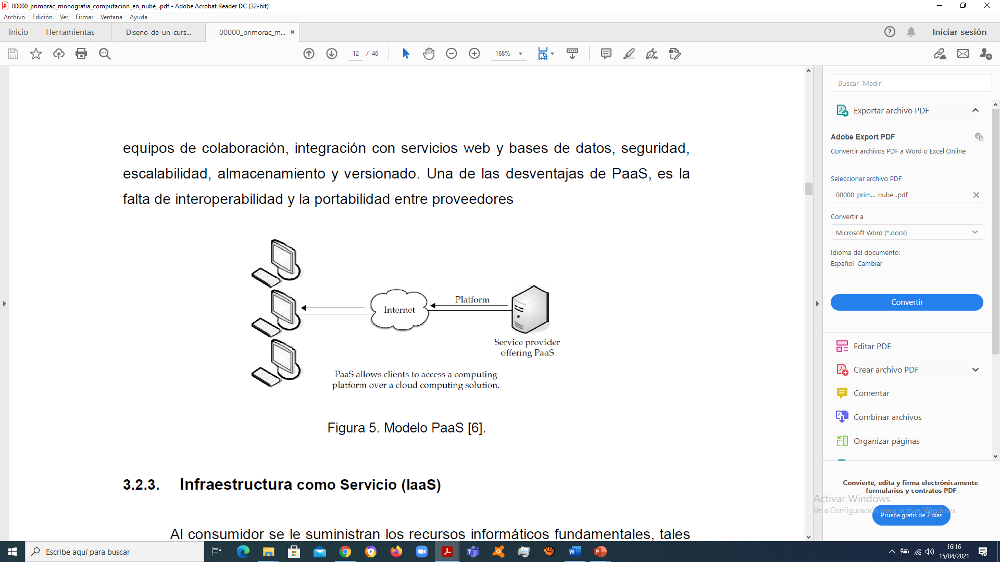 00000_primorac_monografia_computacion_en_nube_.pdf - Adobe Acrobat Reader DC (32-bit)
Archivo Edición Ver Firmar Ventana Ayuda
Inicio Herramientas Diseno-de-un-curs... 00000_primorac_m... Iniciar sesión
12 / 46 168%
equipos de colaboración, integración con servicios web y bases de datos, seguridad,
escalabilidad, almacenamiento y versionado. Una de las desventajas de PaaS, es la
falta de interoperabilidad y la portabilidad entre proveedores
Internet
Platform
Service provider
offering PaaS
PaaS allows clients to access a computing
platform over a cloud computing solution.
Figura 5. Modelo PaaS [6].
3.2.3. Infraestructura como Servicio (IaaS)
Al consumidor se le suministran los recursos informáticos fundamentales, tales
Buscar 'Medir'
Exportar archivo PDF
Adobe Export PDF
Convertir archivos PDF a Word o Excel Online
Seleccionar archivo PDF
00000_prim..._nube_.pdf
Convertir a
Microsoft Word (*.docx)
Idioma del documento:
Español Cambiar
Convertir
Editar PDF
Crear archivo PDF
Comentar
Combinar archivos
Organizar páginas
Convierte, edita y firma electrónicamente
formularios y contratos PDF
Activar Windows
Ve a Configuración para activar Windows.
Prueba gratis de 7 días
Escribe aquí para buscar
16:16
15/04/2021